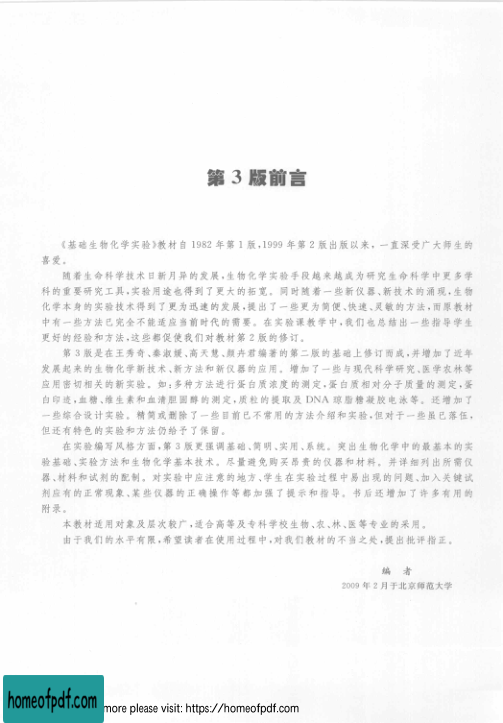 第 3 版前言
《基础生物化学实验》教材自 1982 年第 1 版,1999 年第 2 版出版以来，一直深受广大师生的
喜爱。
随着生命科学技术日新月异的发展,生物化学实验手段越来越成为研究生命科学中更多学
科的重要研究工具,实验用途也得到了更大的拓宽。同时随着一些新仪器、新技术的涌现,生物
化学本身的实验技术得到了更为迅速的发展,提出了一些更为简便、快速、灵敏的方法,而原教材
中有一些方法已完全不能适应当前时代的需要。在实验课教学中,我们也总结出一些指导学生
更好的经验和方法,这些都促使我们对教材第 2 版的修订。
第 3 版是在王秀奇、秦淑媛、高天慧、颜卉君编著的第二版的基础上修订而成,并增加了近年
发展起来的生物化学新技术、新方法和新仪器的应用。增加了一些与现代科学研究、医学农林等
应用密切相关的新实验。如:多种方法进行蛋白质浓度的测定,蛋白质相对分子质量的测定,蛋
白印迹,血糖、维生素和血清胆固醇的测定,质粒的提取及 DNA 琼脂糖凝胶电泳等。还增加了
一些综合设计实验。精简或删除了一些目前已不常用的方法介绍和实验,但对于一些虽已落伍,
但还有特色的实验和方法仍给予了保留。
在实验编写风格方面,第 3 版更强调基础、简明、实用、系统。突出生物化学中的最基本的实
验基础、实验方法和生物化学基本技术。尽量避免购买昂贵的仪器和材料。并详细列出所需仪
器、材料和试剂的配制。对实验中应注意的地方、学生在实验过程中易出现的问题、加入关键试
剂应有的正常现象、某些仪器的正确操作等都加强了提示和指导。书后还增加了许多有用的
附录。
本教材适用对象及层次较广,适合高等及专科学校生物、农、林、医等专业的采用。
由于我们的水平有限,希望读者在使用过程中,对我们教材的不当之处,提出批评指正。
编 者
2009 年 2 月于北京师范大学
homeofpdf.com
more please visit: https://homeofpdf.com